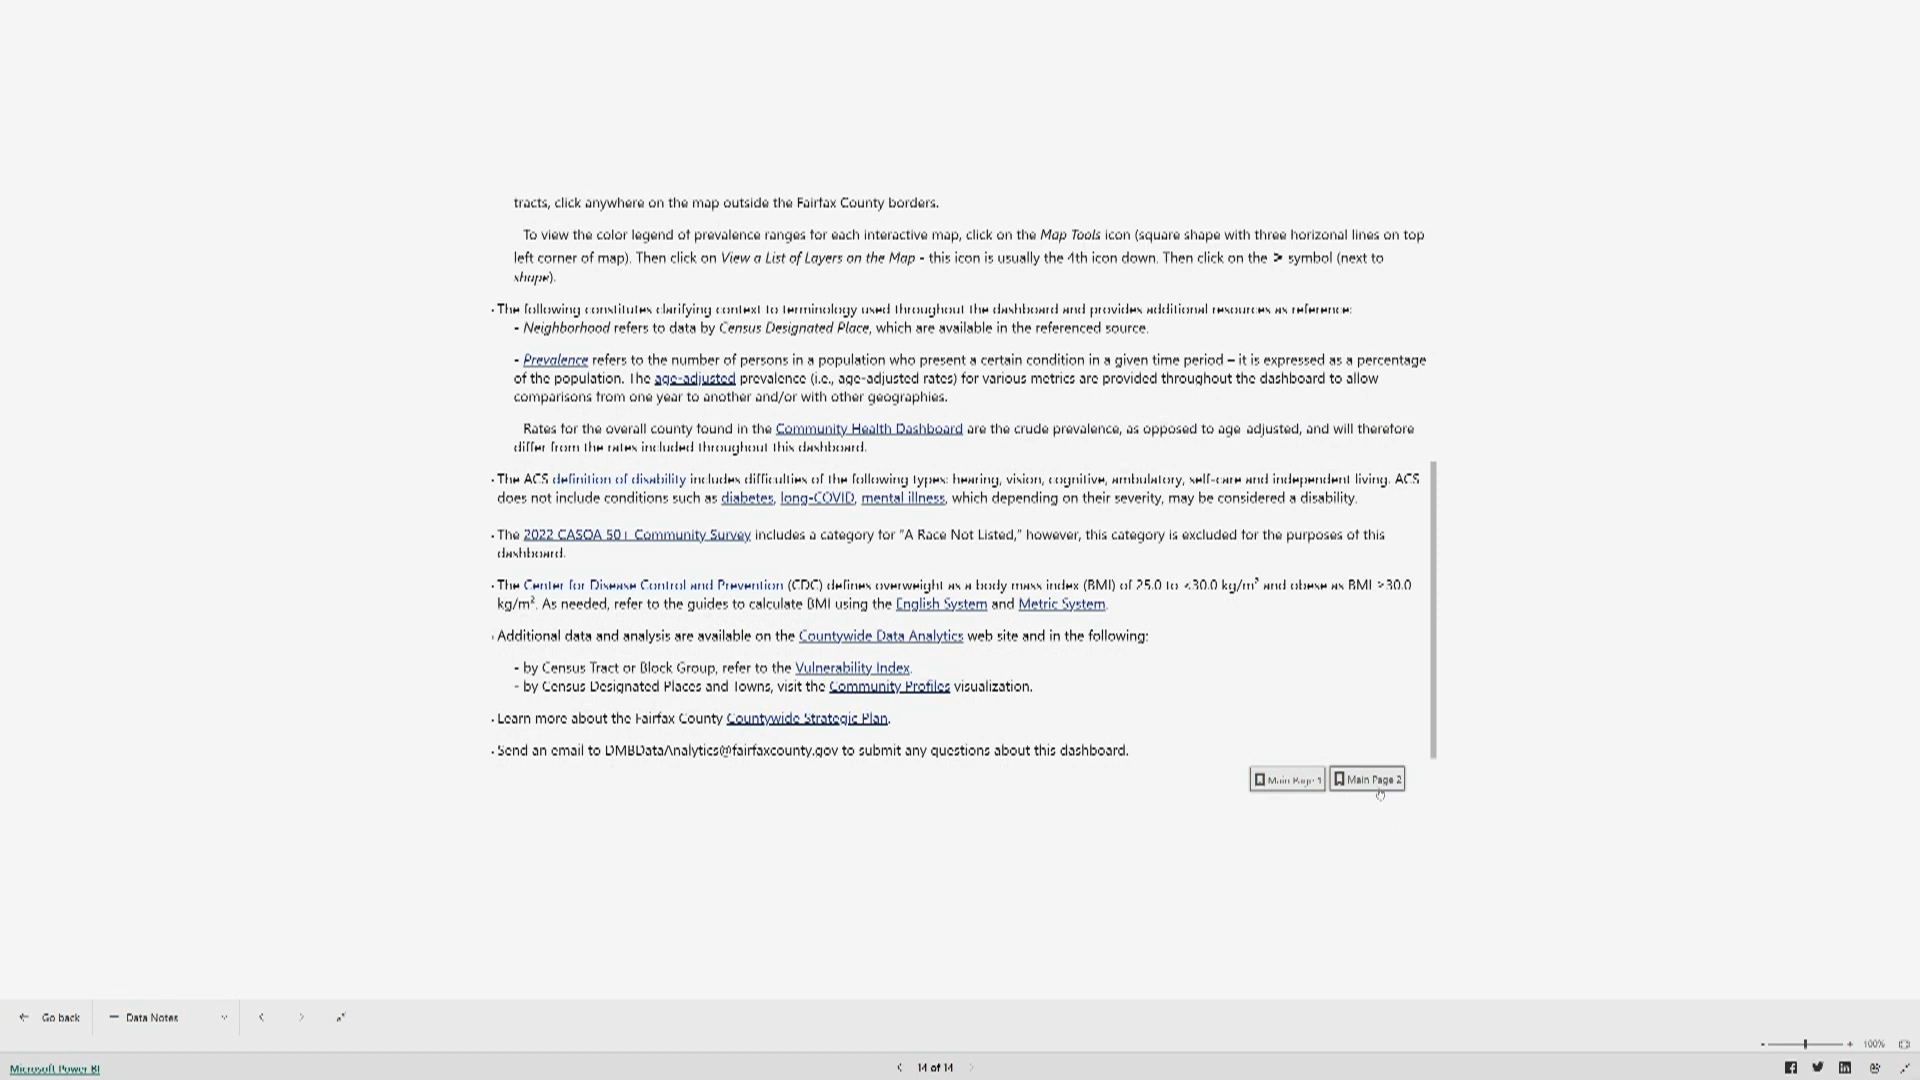 tracts, click anywhere on the map outside the Fairfax County borders.
To view the color legend of prevalence ranges for each interactive map, click on the Map Tools icon (square shape with three horizonal lines on top
left corner of map). Then click on View a List of Layers on the Map - this icon is usually the 4th icon down. Then click on the > symbol (next to
shape).
· The following constitutes clarifying context to terminology used throughout the dashboard and provides additional resources as reference:
- Neighborhood refers to data by Census Designated Place, which are available in the referenced source.
- Prevalence refers to the number of persons in a population who present a certain condition in a given time period – it is expressed as a percentage
of the population. The age-adjusted prevalence (i.e., age-adjusted rates) for various metrics are provided throughout the dashboard to allow
comparisons from one year to another and/or with other geographies.
Rates for the overall county found in the Community Health Dashboard are the crude prevalence, as opposed to age adjusted, and will therefore
differ from the rates included throughout this dashboard.
· The ACS definition of disability includes difficulties of the following types: hearing, vision, cognitive, ambulatory, self-care and independent living. ACS
does not include conditions such as diabetes, long-COVID, mental illness, which depending on their severity, may be considered a disability.
· The 2022 CASOA 50+ Community Survey includes a category for "A Race Not Listed," however, this category is excluded for the purposes of this
dashboard.
· The Center for Disease Control and Prevention (CDC) defines overweight as a body mass index (BMI) of 25.0 to <30.0 kg/m² and obese as BMI >30.0
kg/m². As needed, refer to the guides to calculate BMI using the English System and Metric System.
· Additional data and analysis are available on the Countywide Data Analytics web site and in the following:
- by Census Tract or Block Group, refer to the Vulnerability Index.
- by Census Designated Places and Towns, visit the Community Profiles visualization.
· Learn more about the Fairfax County Countywide Strategic Plan.
· Send an email to DMBDataAnalytics@fairfaxcounty.gov to submit any questions about this dashboard.
Main Page 1 Main Page 2
Go back Data Notes
- + 100%
Microsoft Power BI < 14 of 14 >